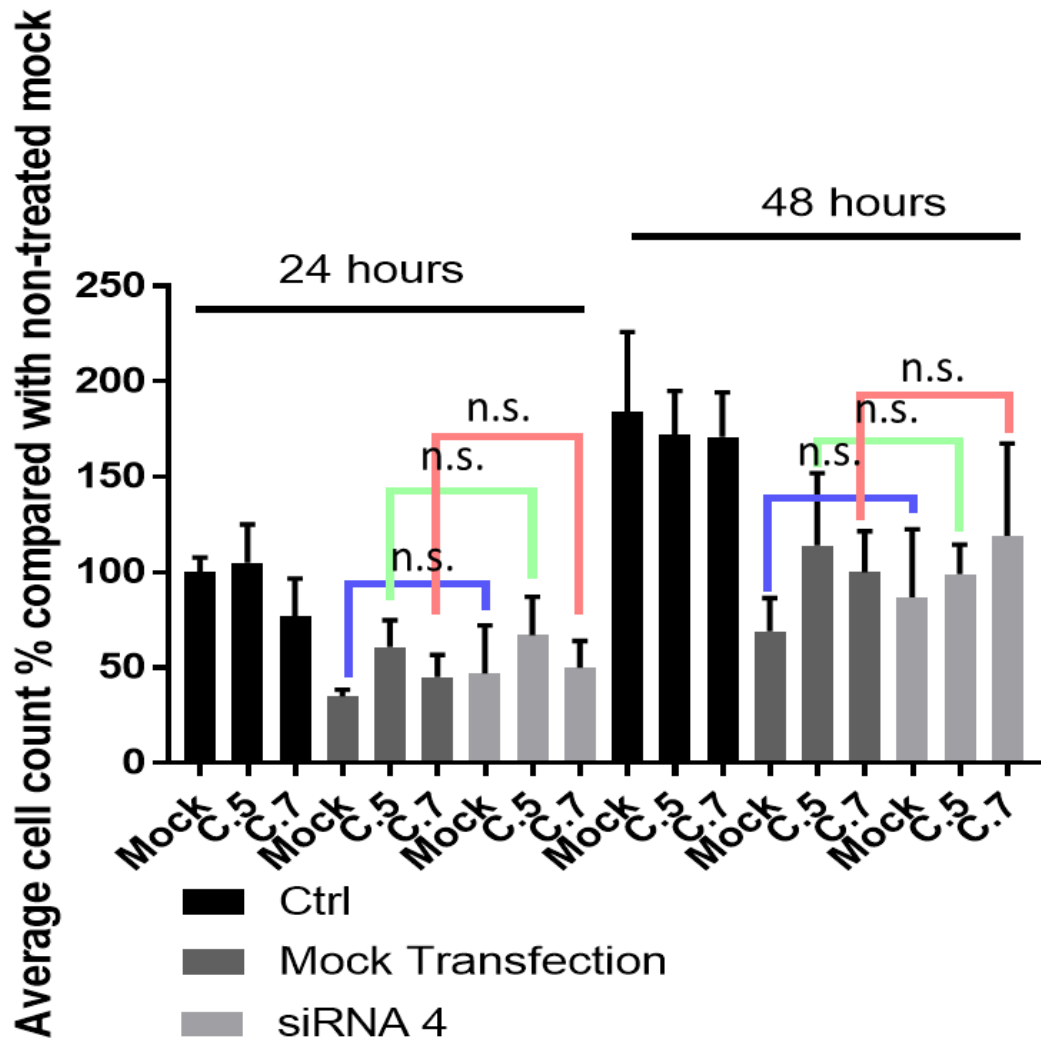 Average cell count % compared with non-treated mock
48 hours
24 hours
250
200
150
100
50
0
n.s.
n.s.
n.s.
n.s.
n.s.
n.s.
Mock
C.5
C.7
Mock
C.5
C.7
Mock
C.5
C.7
Mock
C.5
C.7
Mock
C.5
C.7
Mock
C.5
C.7
Ctrl
Mock Transfection
siRNA 4